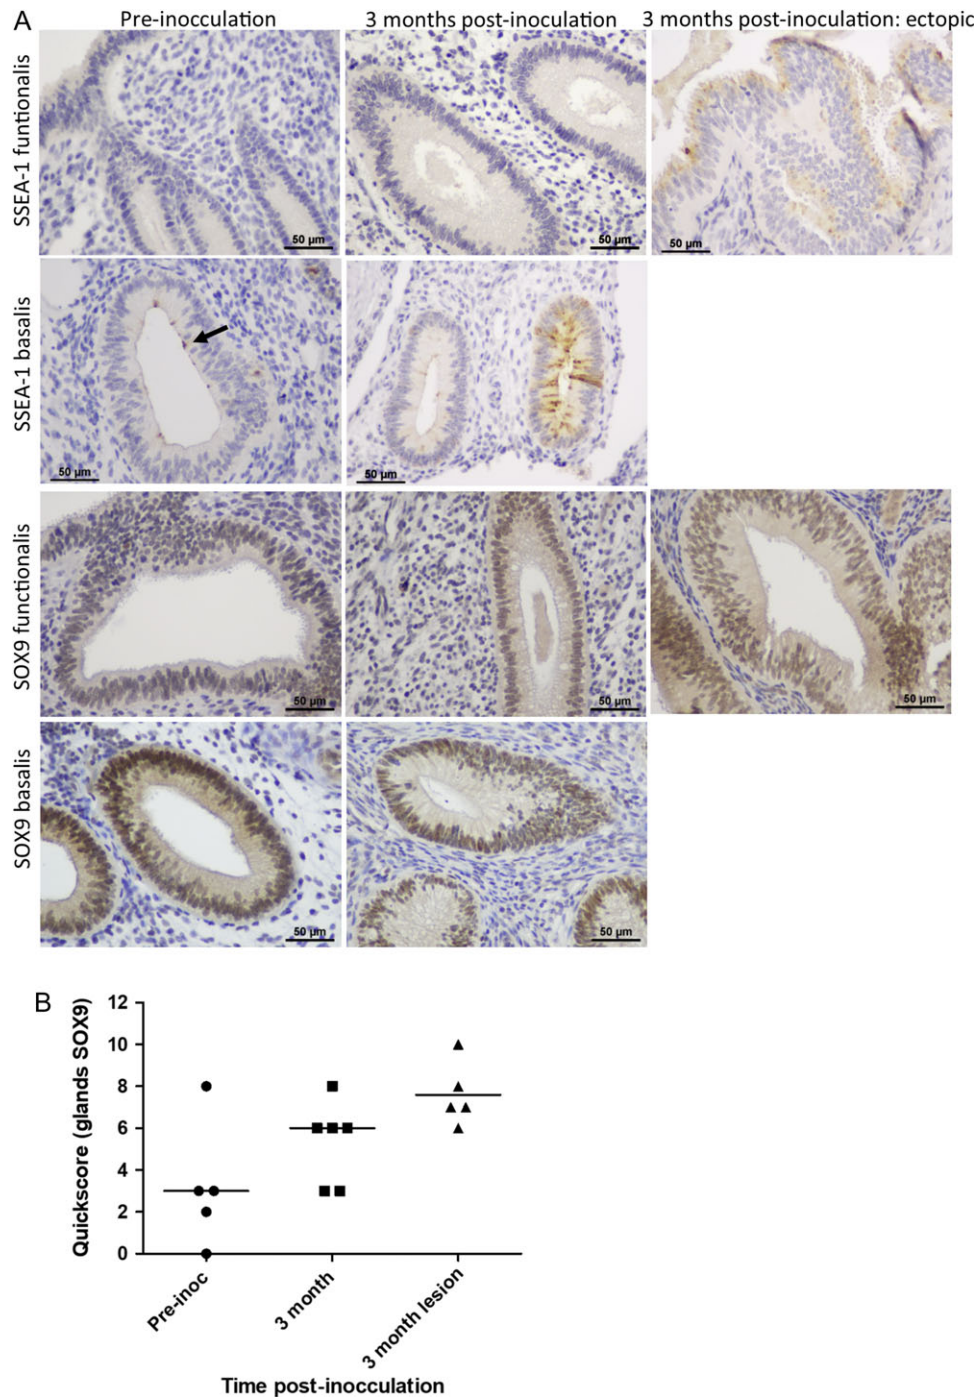 A
Pre-inocculation
3 months post-inoculation
3 months post-inoculation: ectopic
SSEA-1 funtionalis
50 µm
50 µm
50 µm
SSEA-1 basalis
50 µm
50 µm
SOX9 functionalis
50 µm
50 µm
50 µm
SOX9 basalis
50 µm
50 µm
B
Quickscore (glands SOX9)
12
10
8
6
4
2
0
Pre-inoc
3 month
3 month lesion
Time post-inocculation